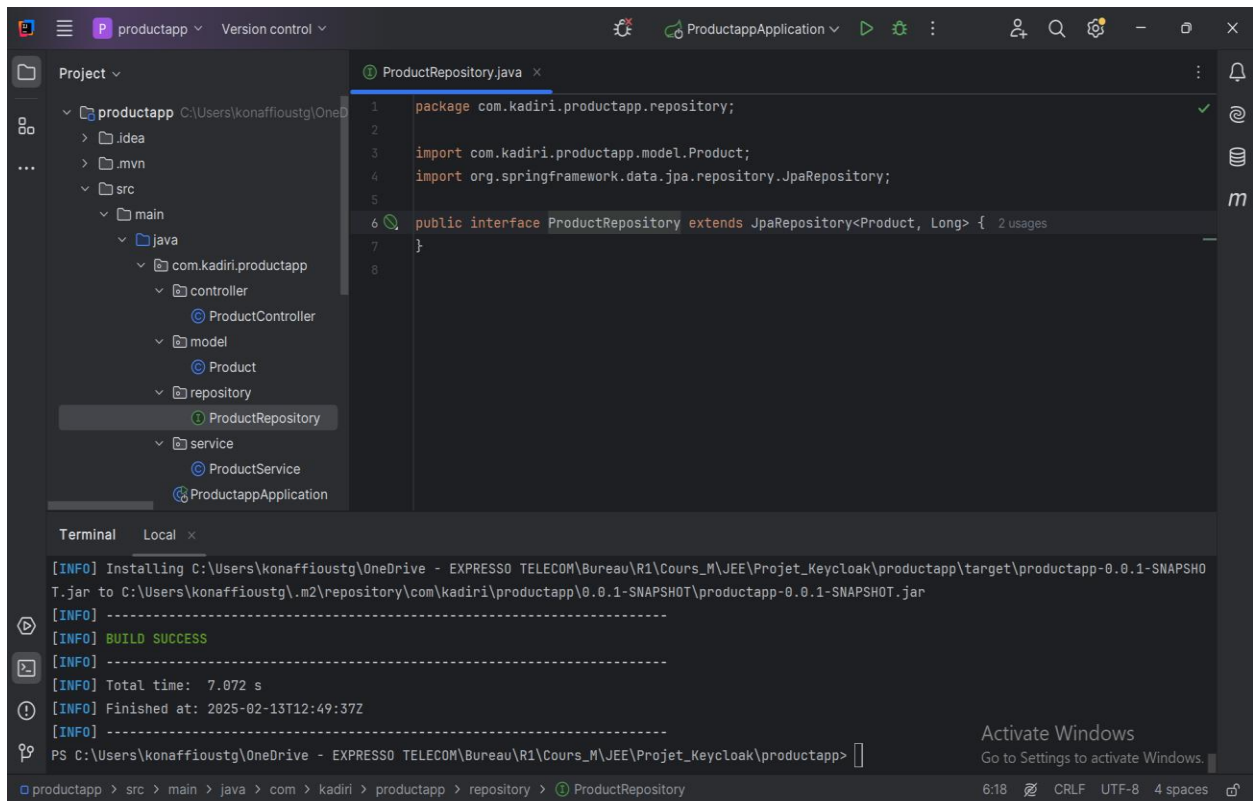 P productapp Version control ProductappApplication
Project
ProductRepository.java
productapp C:\Users\konaffioustg\OneD
.idea
.mvn
src
main
java
com.kadiri.productapp
controller
ProductController
model
Product
repository
ProductRepository
service
ProductService
ProductappApplication
1 package com.kadiri.productapp.repository;
2
3 import com.kadiri.productapp.model.Product;
4 import org.springframework.data.jpa.repository.JpaRepository;
5
6 public interface ProductRepository extends JpaRepository<Product, Long> { 2 usages
7 }
8
m
Terminal Local
[INFO] Installing C:\Users\konaffioustg\OneDrive - EXPRESSO TELECOM\Bureau\R1\Cours_M\JEE\Projet_Keycloak\productapp\target\productapp-0.0.1-SNAPSHO
T.jar to C:\Users\konaffioustg\.m2\repository\com\kadiri\productapp\0.0.1-SNAPSHOT\productapp-0.0.1-SNAPSHOT.jar
[INFO] ------------------------------------------------------------------------
[INFO] BUILD SUCCESS
[INFO] ------------------------------------------------------------------------
[INFO] Total time:  7.072 s
[INFO] Finished at: 2025-02-13T12:49:37Z
[INFO] ------------------------------------------------------------------------
PS C:\Users\konaffioustg\OneDrive - EXPRESSO TELECOM\Bureau\R1\Cours_M\JEE\Projet_Keycloak\productapp>
Activate Windows
Go to Settings to activate Windows.
productapp > src > main > java > com > kadiri > productapp > repository > ProductRepository 6:18 CRLF UTF-8 4 spaces